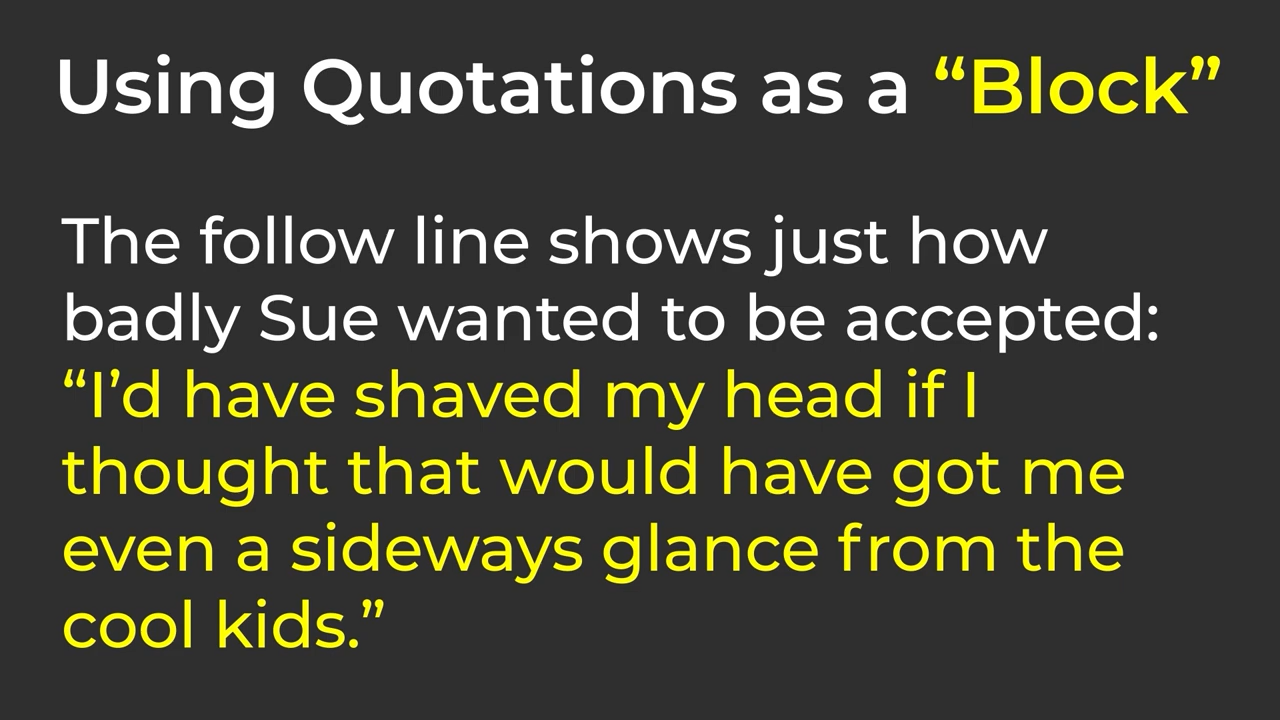 Using Quotations as a “Block”
The follow line shows just how
badly Sue wanted to be accepted:
“I’d have shaved my head if I
thought that would have got me
even a sideways glance from the
cool kids.”